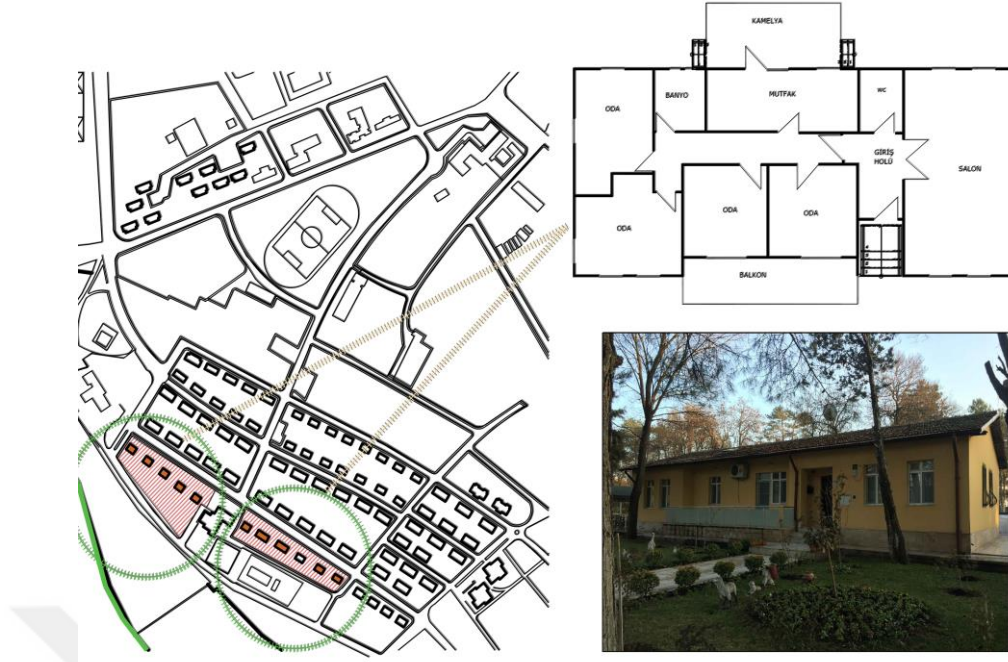 KAMELYA
ODA
BANYO
MUTFAK
WC
GİRİŞ
HOLÜ
SALON
ODA
ODA
ODA
BALKON